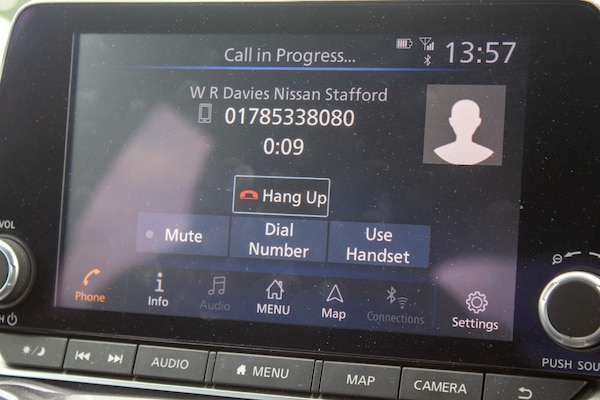 Call in Progress...
13:57
W R Davies Nissan Stafford
01785338080
0:09
Hang Up
Mute
Dial Number
Use Handset
Phone
Info
Audio
MENU
Map
Connections
Settings
VOL
PUSH SOU
AUDIO
MENU
MAP
CAMERA